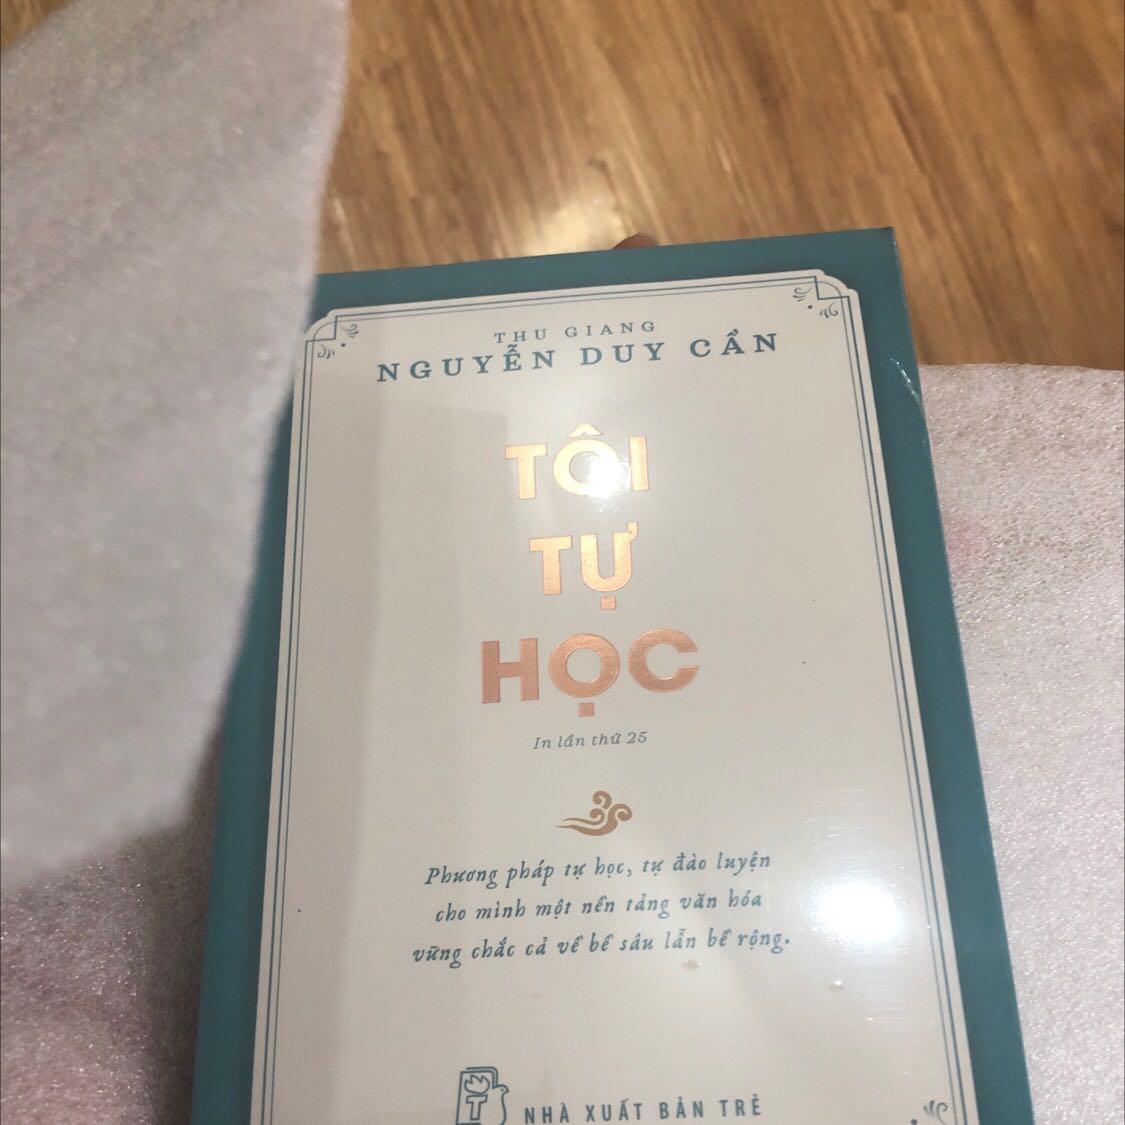 THU GIANG
NGUYỄN DUY CẦN
TÔI
TỰ
HỌC
In lần thứ 25
Phương pháp tự học, tự đào luyện
cho mình một nền tảng văn hóa
vững chắc cả về bề sâu lẫn bề rộng.
T
NHÀ XUẤT BẢN TRẺ